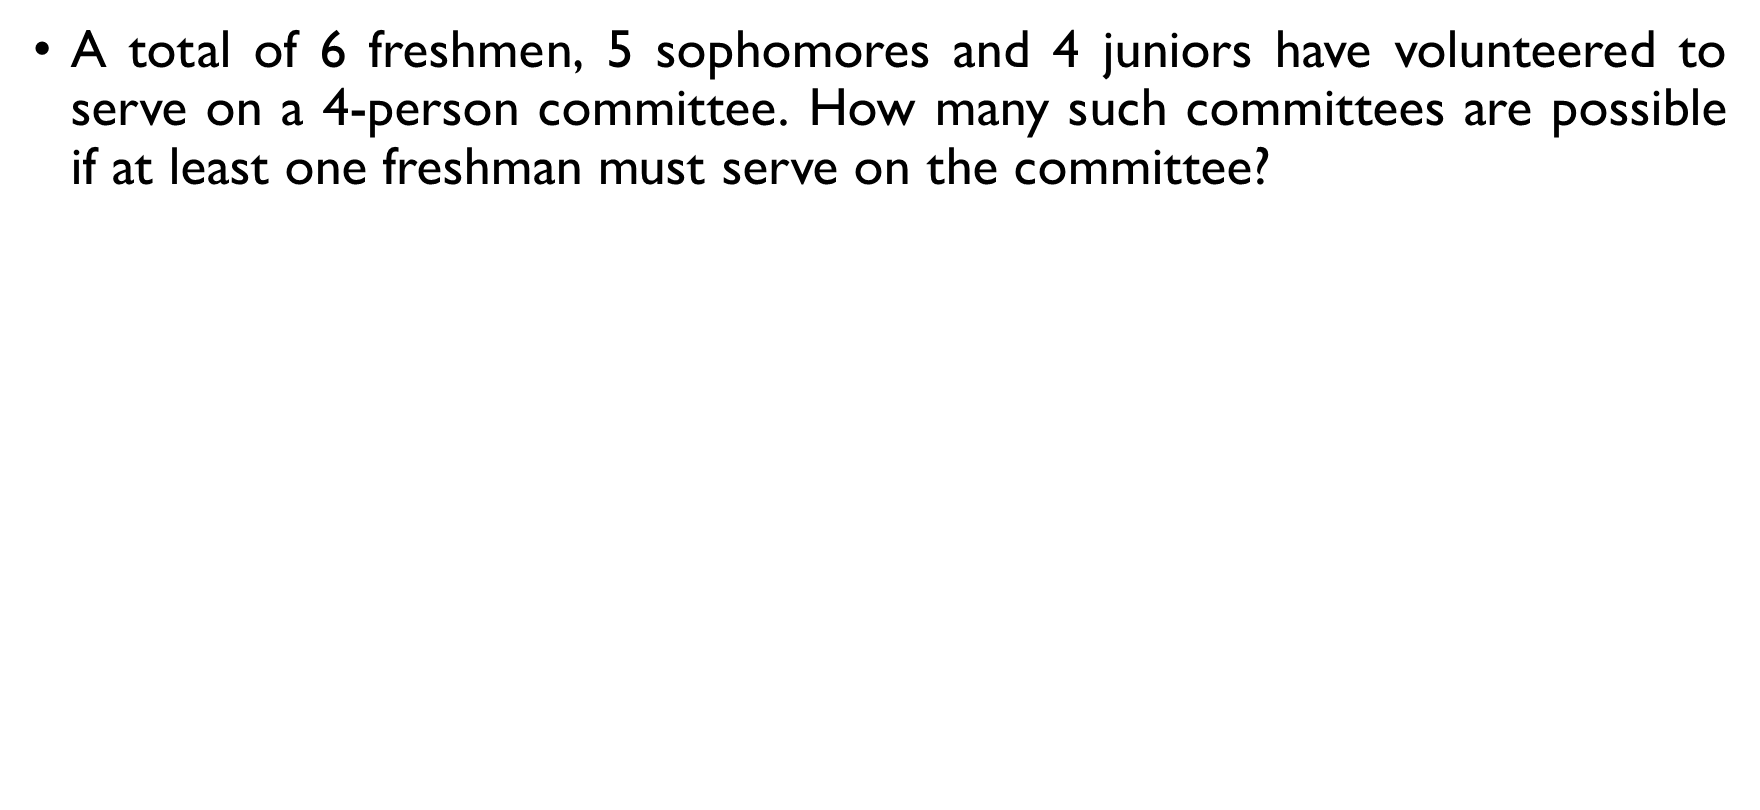 • A total of 6 freshmen, 5 sophomores and 4 juniors have volunteered to
serve on a 4-person committee. How many such committees are possible
if at least one freshman must serve on the committee?